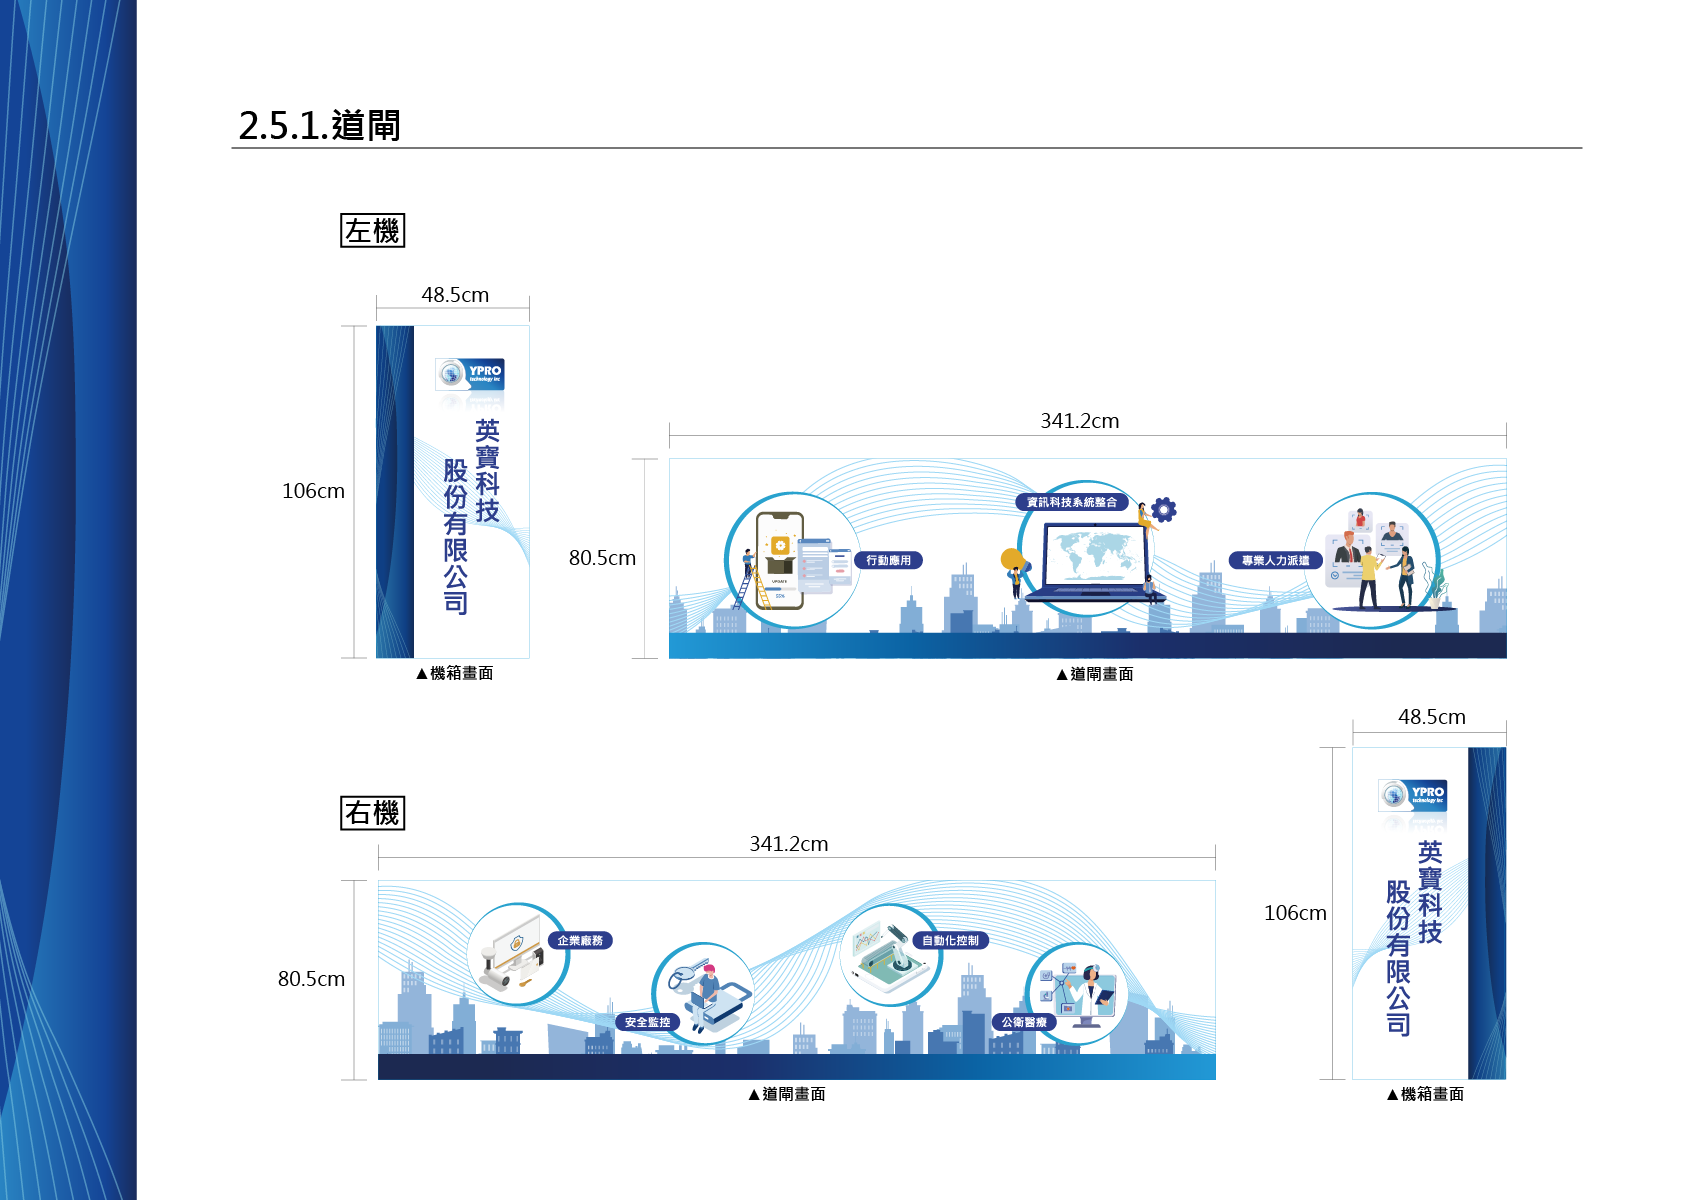 2.5.1.道閘
左機
48.5cm
106cm
YPRO
technology inc
英寶科技
股份有限公司
▲機箱畫面
341.2cm
80.5cm
行動應用
UPDATE
55%
資訊科技系統整合
專業人力派遣
▲道閘畫面
右機
341.2cm
80.5cm
企業廠務
安全監控
自動化控制
公衛醫療
▲道閘畫面
48.5cm
106cm
YPRO
technology inc
英寶科技
股份有限公司
▲機箱畫面